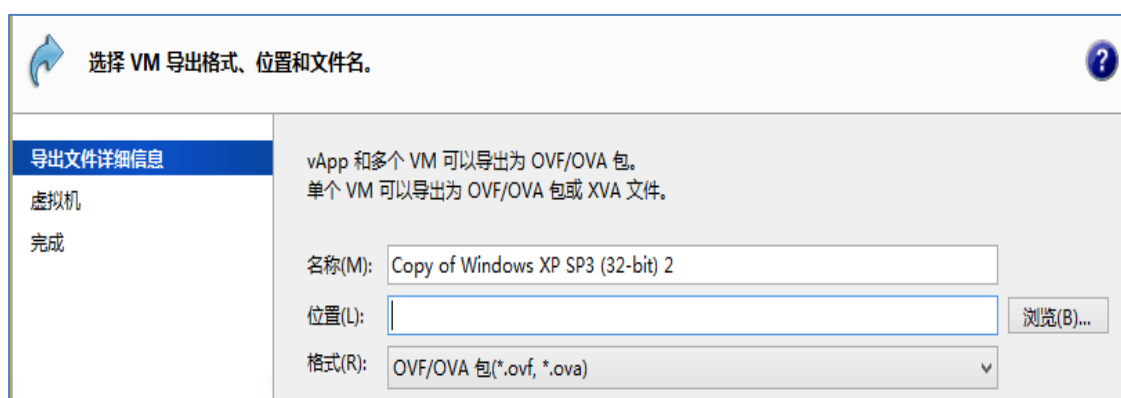 选择 VM 导出格式、位置和文件名。
?
导出文件详细信息
虚拟机
完成
vApp 和多个 VM 可以导出为 OVF/OVA 包。
单个 VM 可以导出为 OVF/OVA 包或 XVA 文件。
名称(M): Copy of Windows XP SP3 (32-bit) 2
位置(L): 浏览(B)...
格式(R): OVF/OVA 包(*.ovf, *.ova)